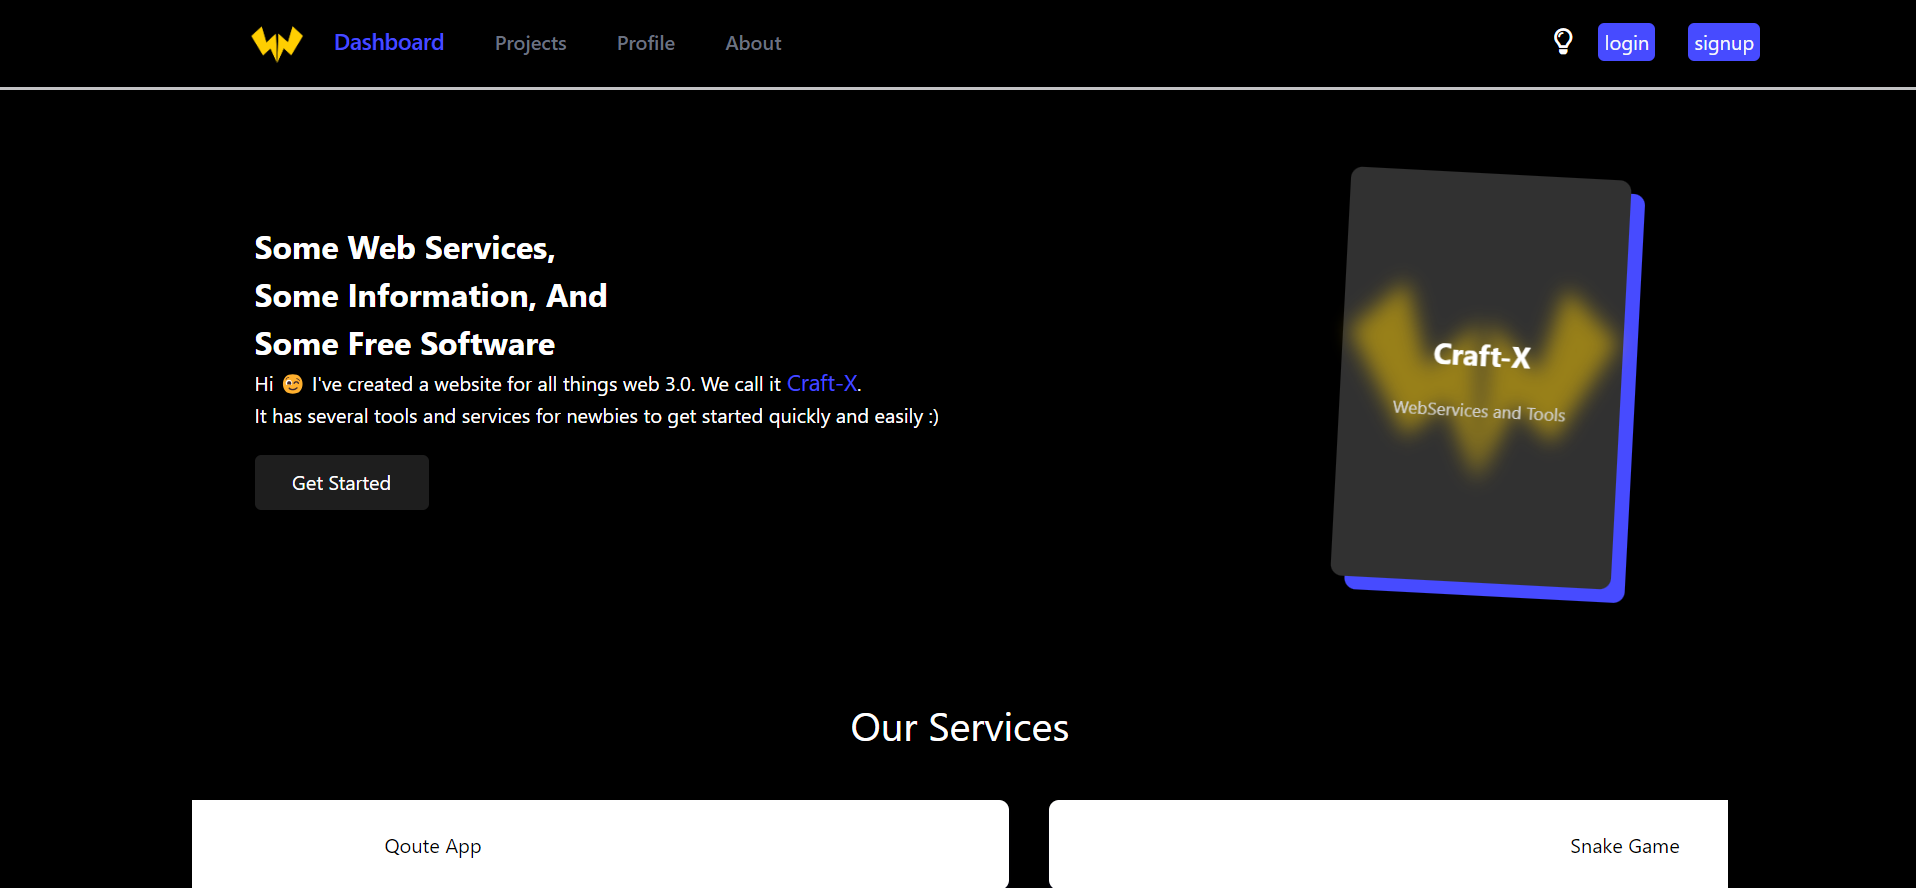 Dashboard Projects Profile About login signup
Some Web Services,
Some Information, And
Some Free Software
Hi 😊 I've created a website for all things web 3.0. We call it Craft-X.
It has several tools and services for newbies to get started quickly and easily :)
Get Started
Craft-X
WebServices and Tools
Our Services
Qoute App
Snake Game